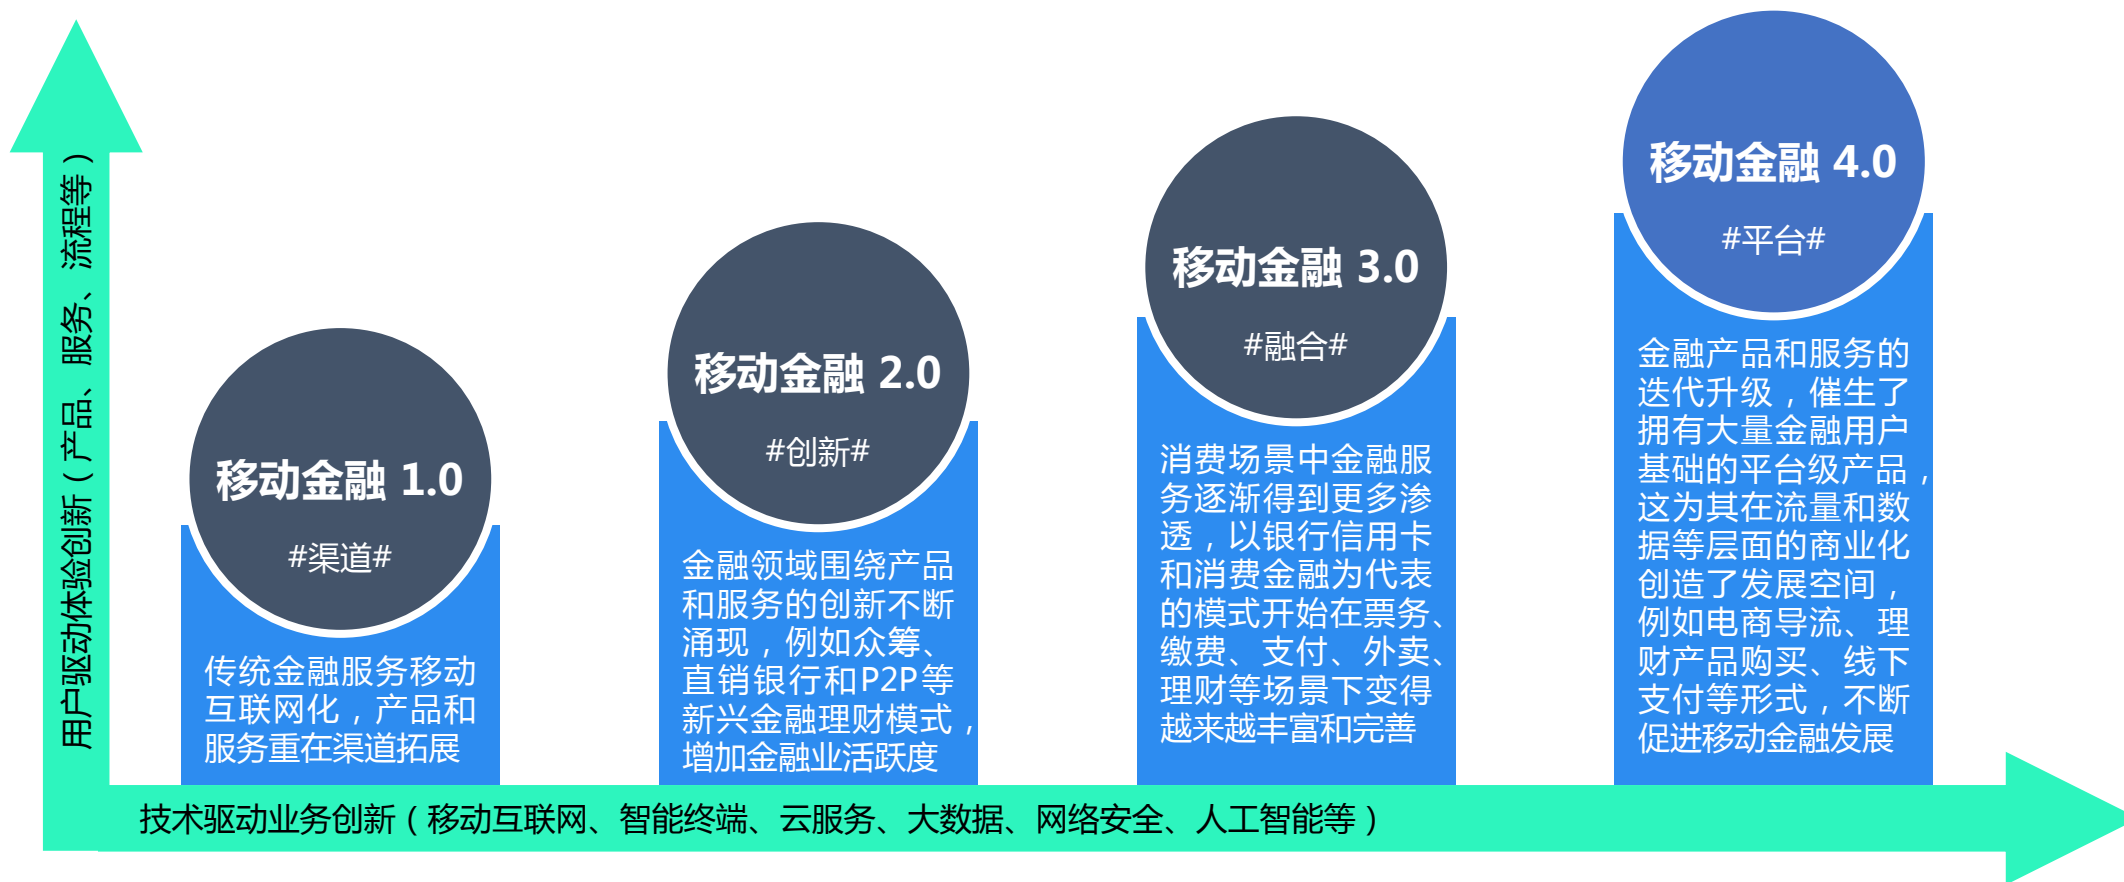 用户驱动体验创新（产品、服务、流程等）
移动金融 1.0
#渠道#
传统金融服务移动
互联网化，产品和
服务重在渠道拓展
移动金融 2.0
#创新#
金融领域围绕产品
和服务的创新不断
涌现，例如众筹、
直销银行和P2P等
新兴金融理财模式，
增加金融业活跃度
移动金融 3.0
#融合#
消费场景中金融服
务逐渐得到更多渗
透，以银行信用卡
和消费金融为代表
的模式开始在票务、
缴费、支付、外卖、
理财等场景下变得
越来越丰富和完善
移动金融 4.0
#平台#
金融产品和服务的
迭代升级，催生了
拥有大量金融用户
基础的平台级产品，
这为其在流量和数
据等层面的商业化
创造了发展空间，
例如电商导流、理
财产品购买、线下
支付等形式，不断
促进移动金融发展
技术驱动业务创新（移动互联网、智能终端、云服务、大数据、网络安全、人工智能等）